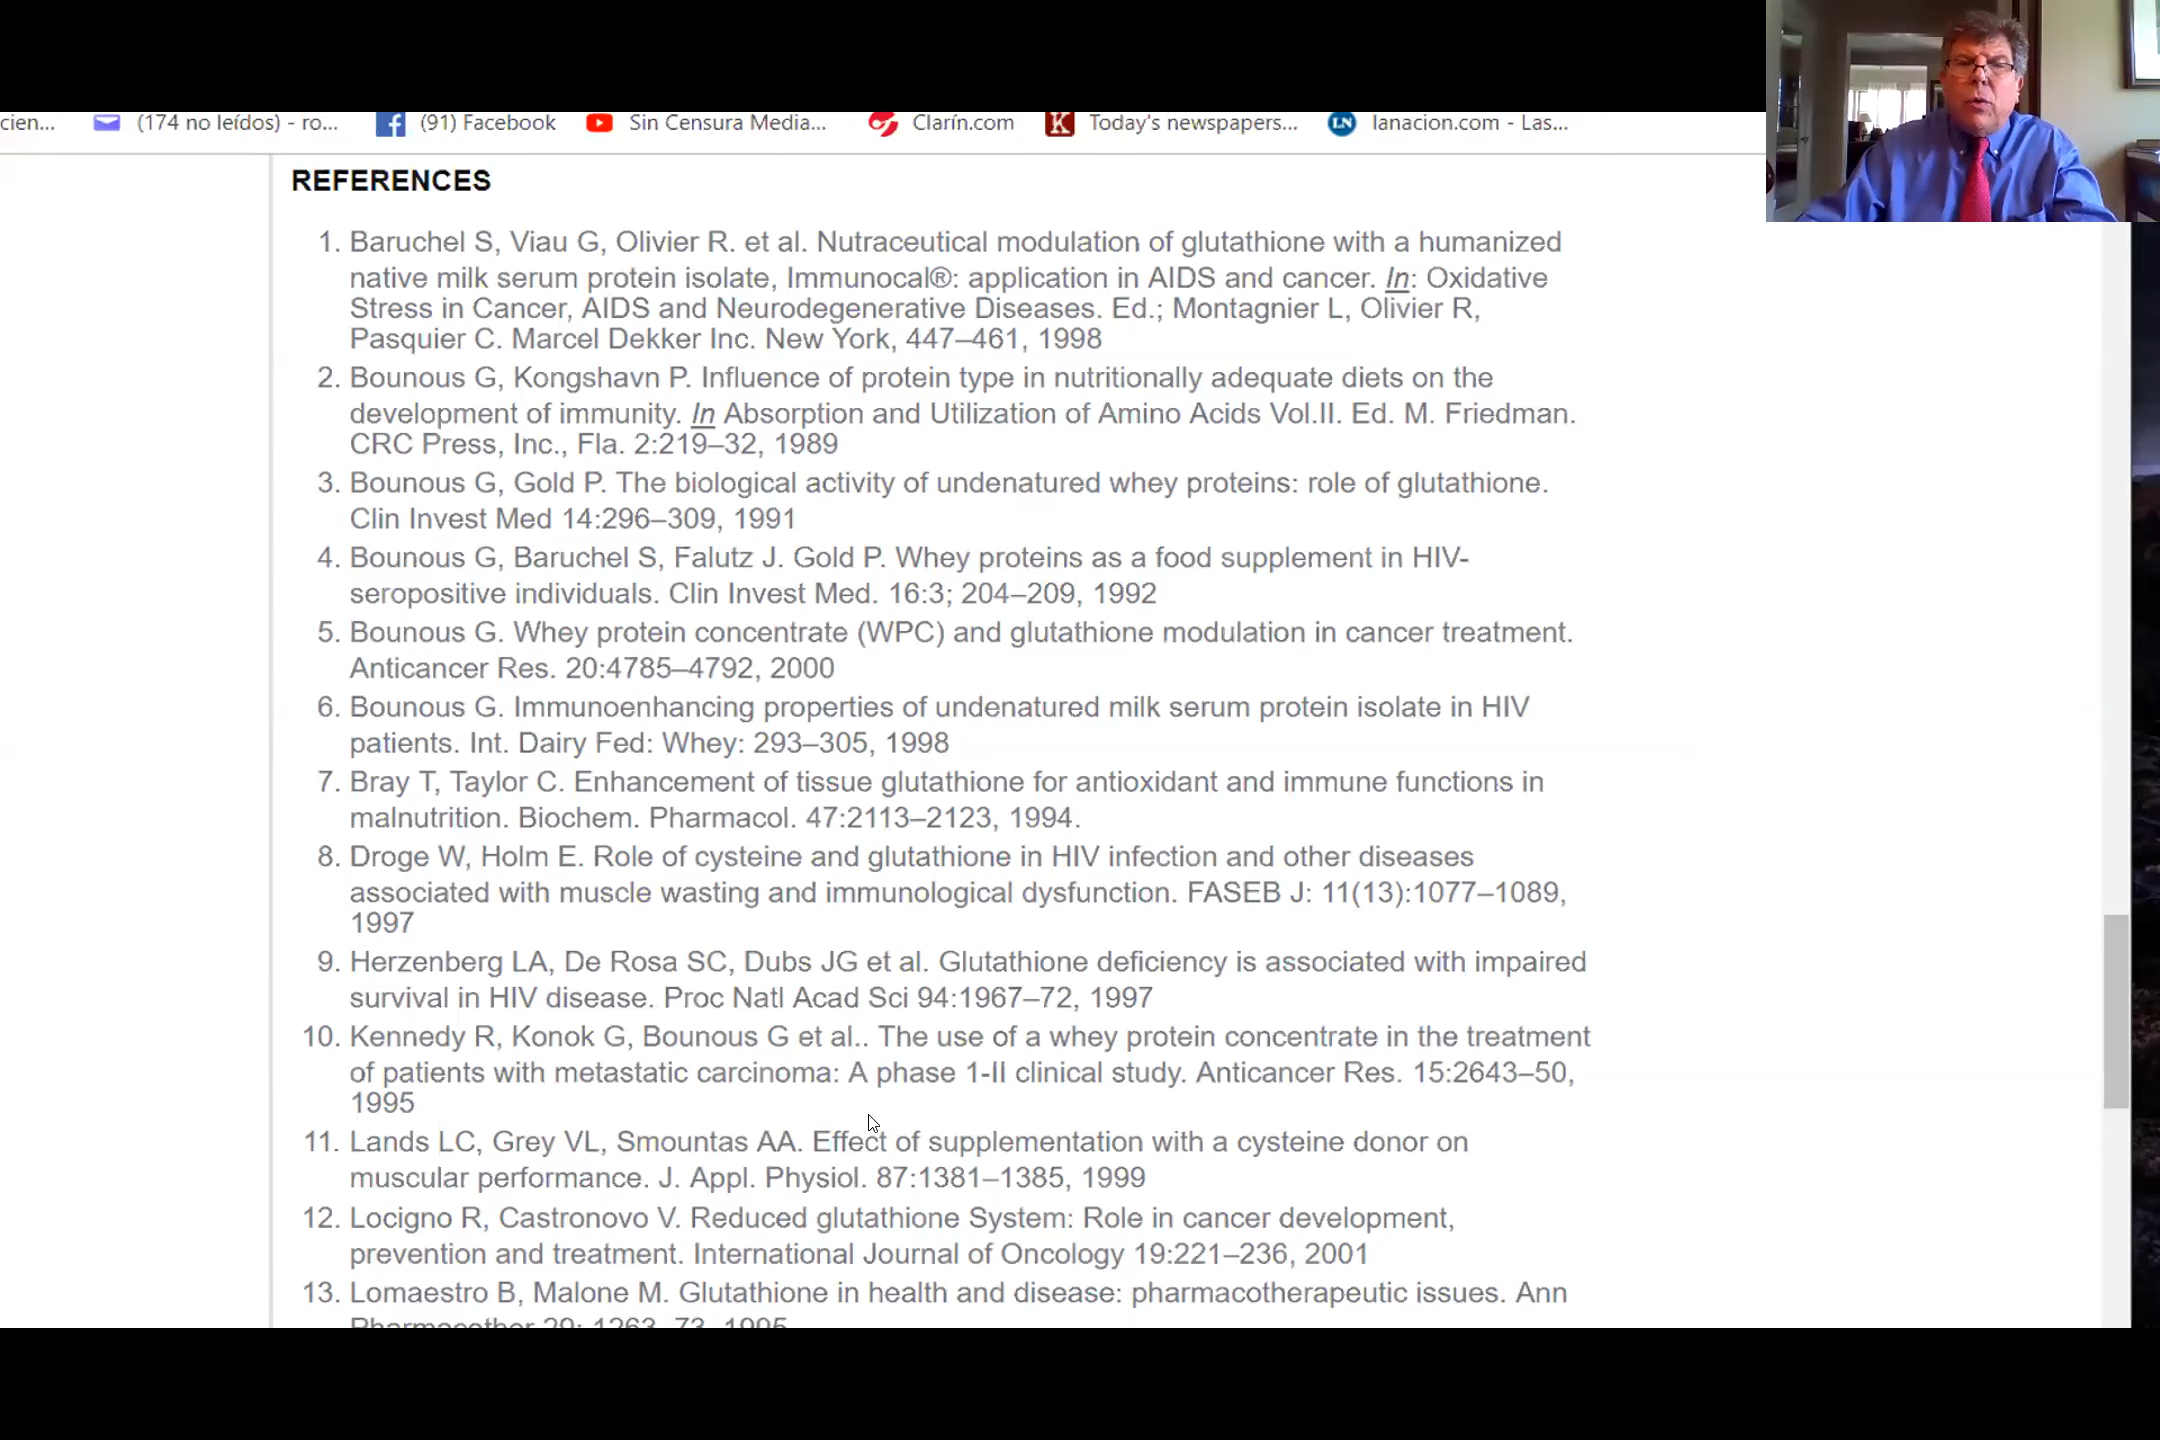 cien... (174 no leídos) - ro... (91) Facebook Sin Censura Media... Clarín.com K Today's newspapers... LN lanacion.com - Las...
REFERENCES
1. Baruchel S, Viau G, Olivier R. et al. Nutraceutical modulation of glutathione with a humanized
native milk serum protein isolate, Immunocal®: application in AIDS and cancer. In: Oxidative
Stress in Cancer, AIDS and Neurodegenerative Diseases. Ed.; Montagnier L, Olivier R,
Pasquier C. Marcel Dekker Inc. New York, 447–461, 1998
2. Bounous G, Kongshavn P. Influence of protein type in nutritionally adequate diets on the
development of immunity. In Absorption and Utilization of Amino Acids Vol.II. Ed. M. Friedman.
CRC Press, Inc., Fla. 2:219–32, 1989
3. Bounous G, Gold P. The biological activity of undenatured whey proteins: role of glutathione.
Clin Invest Med 14:296–309, 1991
4. Bounous G, Baruchel S, Falutz J. Gold P. Whey proteins as a food supplement in HIV-
seropositive individuals. Clin Invest Med. 16:3; 204–209, 1992
5. Bounous G. Whey protein concentrate (WPC) and glutathione modulation in cancer treatment.
Anticancer Res. 20:4785–4792, 2000
6. Bounous G. Immunoenhancing properties of undenatured milk serum protein isolate in HIV
patients. Int. Dairy Fed: Whey: 293–305, 1998
7. Bray T, Taylor C. Enhancement of tissue glutathione for antioxidant and immune functions in
malnutrition. Biochem. Pharmacol. 47:2113–2123, 1994.
8. Droge W, Holm E. Role of cysteine and glutathione in HIV infection and other diseases
associated with muscle wasting and immunological dysfunction. FASEB J: 11(13):1077–1089,
1997
9. Herzenberg LA, De Rosa SC, Dubs JG et al. Glutathione deficiency is associated with impaired
survival in HIV disease. Proc Natl Acad Sci 94:1967–72, 1997
10. Kennedy R, Konok G, Bounous G et al.. The use of a whey protein concentrate in the treatment
of patients with metastatic carcinoma: A phase 1-II clinical study. Anticancer Res. 15:2643–50,
1995
11. Lands LC, Grey VL, Smountas AA. Effect of supplementation with a cysteine donor on
muscular performance. J. Appl. Physiol. 87:1381–1385, 1999
12. Locigno R, Castronovo V. Reduced glutathione System: Role in cancer development,
prevention and treatment. International Journal of Oncology 19:221–236, 2001
13. Lomaestro B, Malone M. Glutathione in health and disease: pharmacotherapeutic issues. Ann
Pharmacother 29: 1263–73, 1995